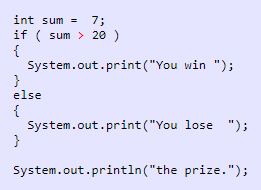 int sum =  7;
if ( sum > 20 )
{
  System.out.print("You win ");
}
else
{
  System.out.print("You lose  ");
}

System.out.println("the prize.");